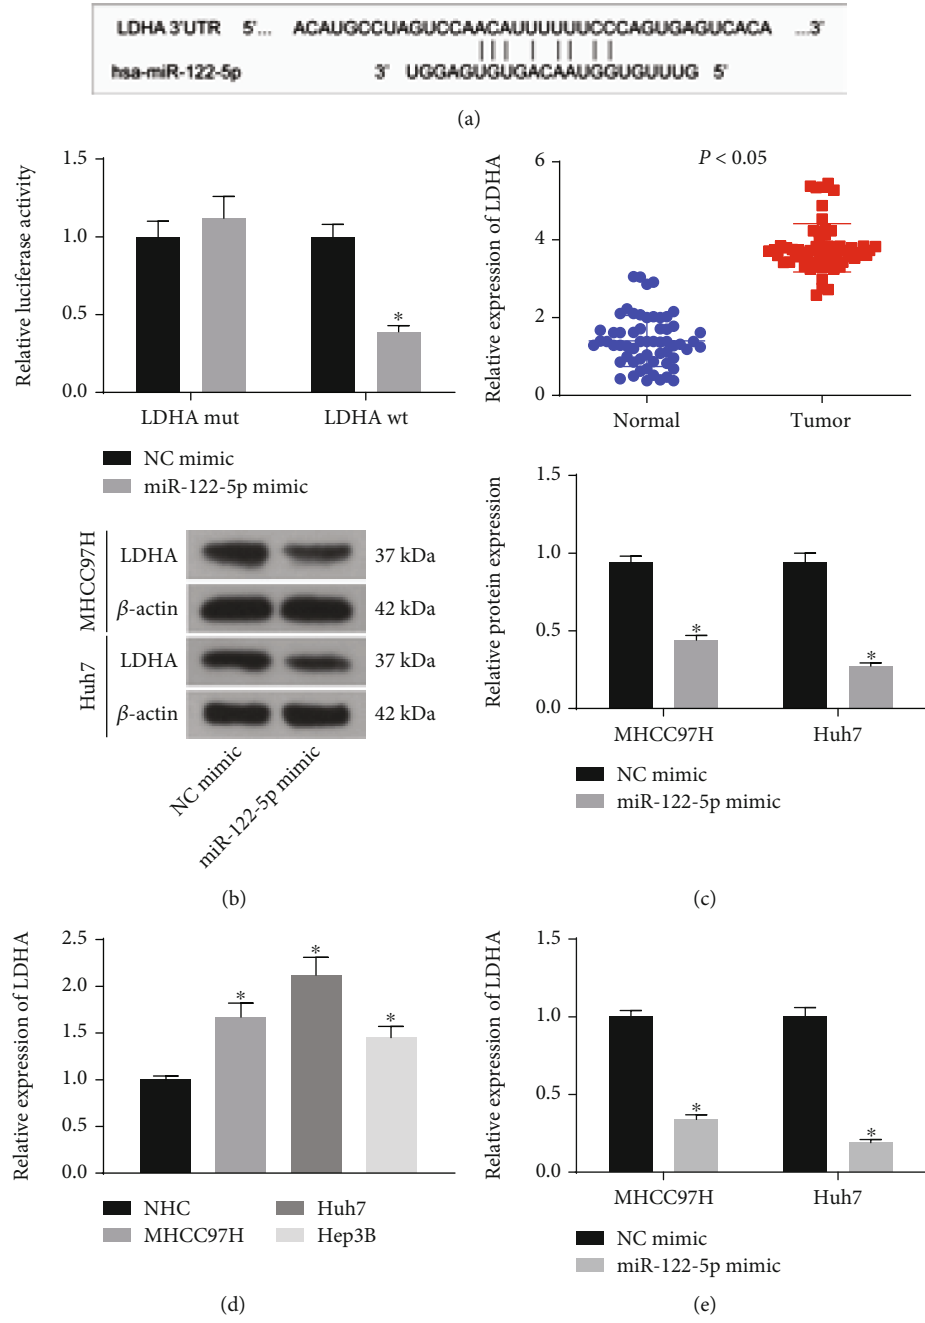 LDHA 3'UTR 5'... ACAUGCCUAGUCCAACAUUUUUUCCCAGUGAGUCACA ...3'
hsa-miR-122-5p 3' UGGAGUGUGACAAUGGUGUUUG 5'
(a)
Relative luciferase activity
1.5
1.0
0.5
0.0
*
LDHA mut LDHA wt
NC mimic
miR-122-5p mimic
Relative expression of LDHA
6
4
2
0
P < 0.05
Normal Tumor
MHCC97H
LDHA 37 kDa
β-actin 42 kDa
Huh7
LDHA 37 kDa
β-actin 42 kDa
NC mimic
miR-122-5p mimic
(b)
Relative protein expression
1.5
1.0
0.5
0.0
*
*
MHCC97H Huh7
NC mimic
miR-122-5p mimic
(c)
Relative expression of LDHA
2.5
2.0
1.5
1.0
0.5
0.0
*
*
*
NHC Huh7
MHCC97H Hep3B
(d)
Relative expression of LDHA
1.5
1.0
0.5
0.0
*
*
MHCC97H Huh7
NC mimic
miR-122-5p mimic
(e)